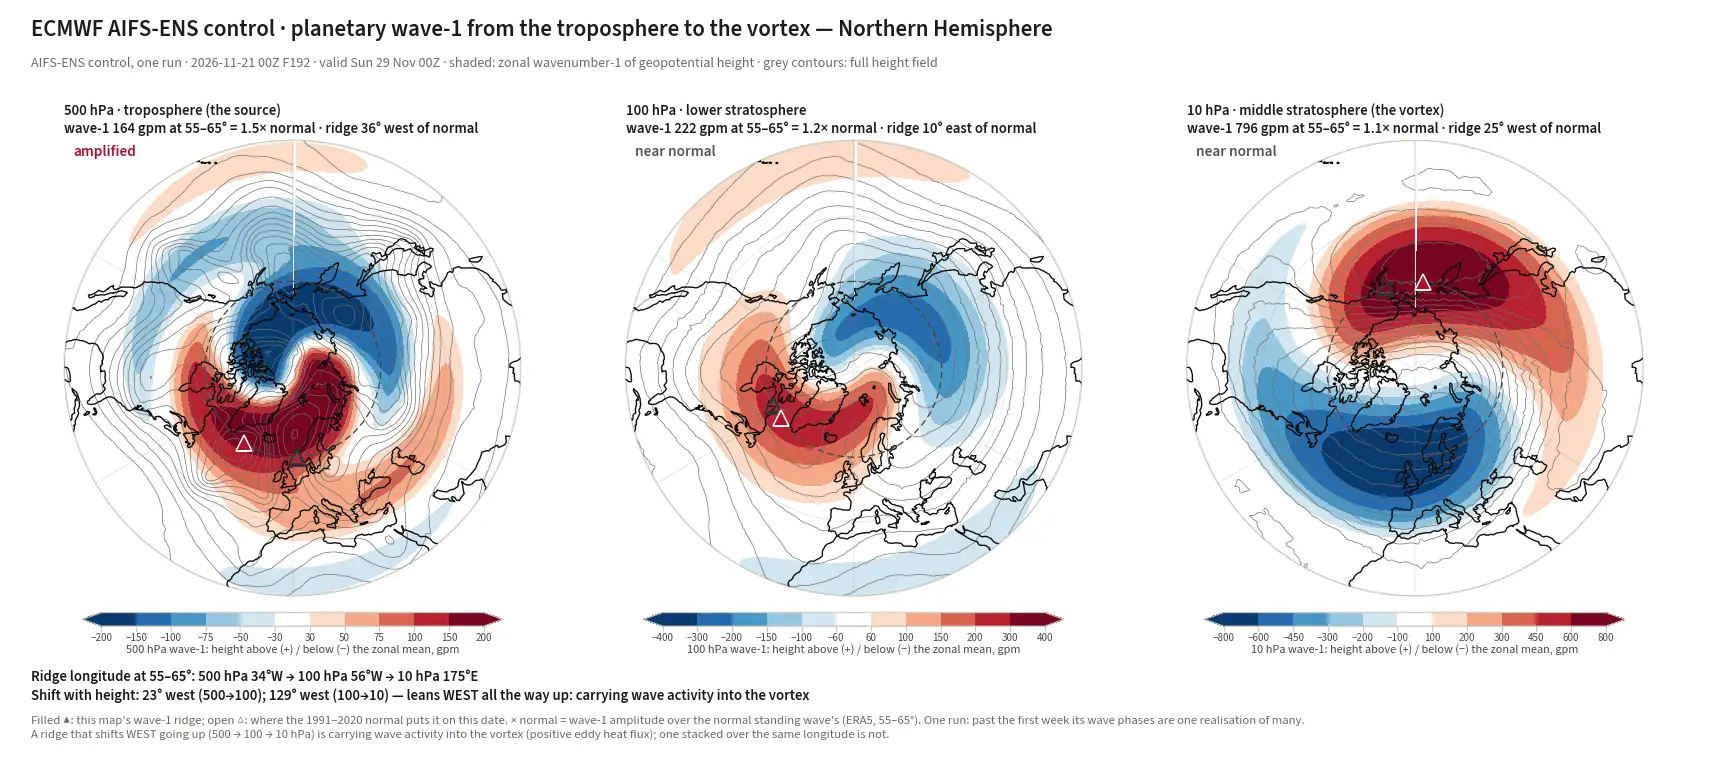 ECMWF AIFS-ENS control · planetary wave-1 from the troposphere to the vortex — Northern Hemisphere
AIFS-ENS control, one run · 2026-11-21 00Z F192 · valid Sun 29 Nov 00Z · shaded: zonal wavenumber-1 of geopotential height · grey contours: full height field
500 hPa · troposphere (the source)
wave-1 164 gpm at 55–65° = 1.5× normal · ridge 36° west of normal
amplified
100 hPa · lower stratosphere
wave-1 222 gpm at 55–65° = 1.2× normal · ridge 10° east of normal
near normal
10 hPa · middle stratosphere (the vortex)
wave-1 796 gpm at 55–65° = 1.1× normal · ridge 25° west of normal
near normal
−200 −150 −100 −75 −50 −30 30 50 75 100 150 200
500 hPa wave-1: height above (+) / below (−) the zonal mean, gpm
−400 −300 −200 −150 −100 −60 60 100 150 200 300 400
100 hPa wave-1: height above (+) / below (−) the zonal mean, gpm
−800 −600 −450 −300 −200 −100 100 200 300 450 600 800
10 hPa wave-1: height above (+) / below (−) the zonal mean, gpm
Ridge longitude at 55–65°: 500 hPa 34°W → 100 hPa 56°W → 10 hPa 175°E
Shift with height: 23° west (500→100); 129° west (100→10) — leans WEST all the way up: carrying wave activity into the vortex
Filled ▲: this map's wave-1 ridge; open △: where the 1991–2020 normal puts it on this date. × normal = wave-1 amplitude over the normal standing wave's (ERA5, 55–65°). One run: past the first week its wave phases are one realisation of many.
A ridge that shifts WEST going up (500 → 100 → 10 hPa) is carrying wave activity into the vortex (positive eddy heat flux); one stacked over the same longitude is not.